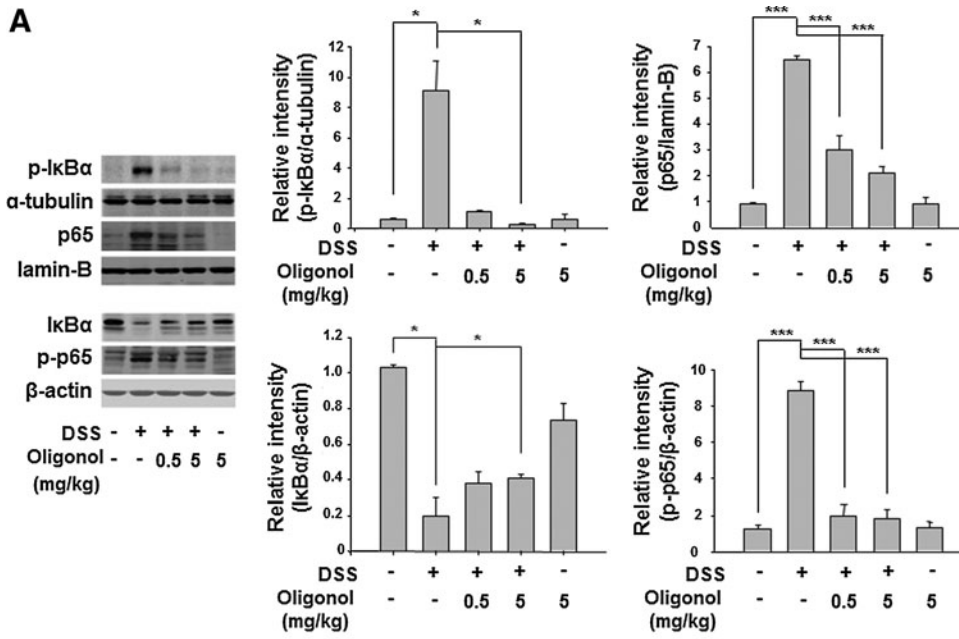 A
p-IκBα
α-tubulin
p65
lamin-B
IκBα
p-p65
β-actin
DSS - + + + -
Oligonol - - 0.5 5 5
(mg/kg)
Relative intensity
(p-IκBα/α-tubulin)
12
10
8
6
4
2
0
* *
DSS - + + + -
Oligonol - - 0.5 5 5
(mg/kg)
Relative intensity
(p65/lamin-B)
7
6
5
4
3
2
1
0
*** *** ***
DSS - + + + -
Oligonol - - 0.5 5 5
(mg/kg)
Relative intensity
(IκBα/β-actin)
1.2
1.0
0.8
0.6
0.4
0.2
0
* *
DSS - + + + -
Oligonol - - 0.5 5 5
(mg/kg)
Relative intensity
(p-p65/β-actin)
10
8
6
4
2
0
*** *** ***
DSS - + + + -
Oligonol - - 0.5 5 5
(mg/kg)